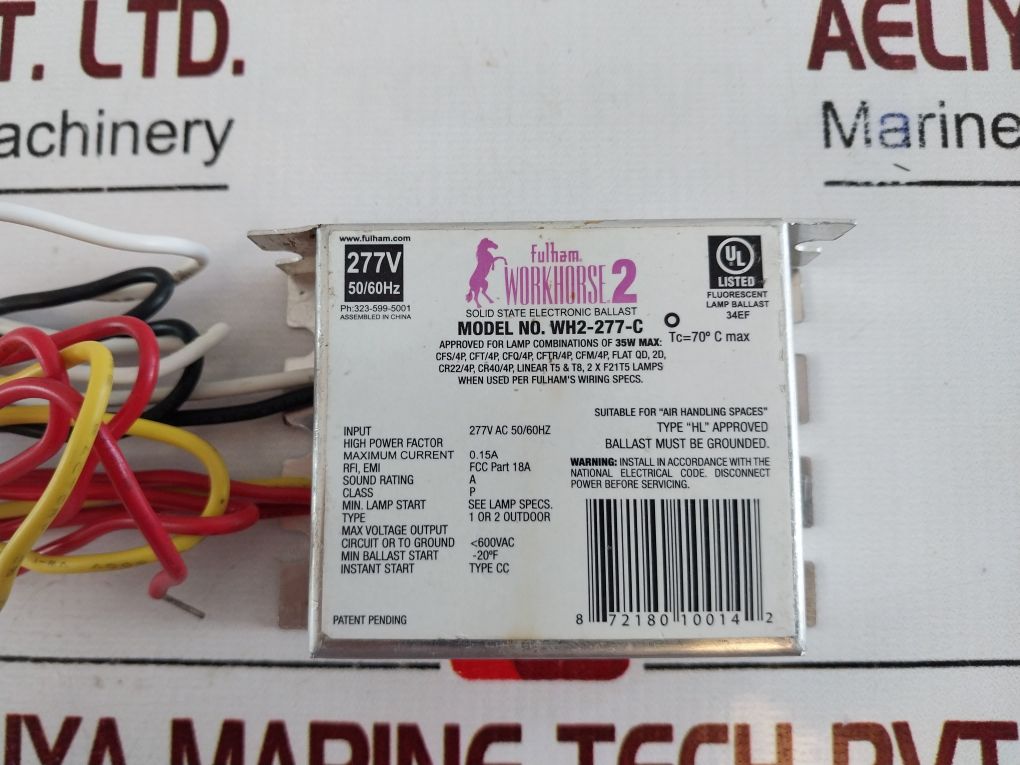 T. LTD.
AELIY
achinery
Marine
www.fulham.com
277V
50/60Hz
Ph:323-599-5001
ASSEMBLED IN CHINA
fulham®
WORKHORSE 2
SOLID STATE ELECTRONIC BALLAST
MODEL NO. WH2-277-C
Tc=70° C max
UL
LISTED
FLUORESCENT
LAMP BALLAST
34EF
APPROVED FOR LAMP COMBINATIONS OF 35W MAX:
CFS/4P, CFT/4P, CFQ/4P, CFTR/4P, CFM/4P, FLAT QD, 2D,
CR22/4P, CR40/4P, LINEAR T5 & T8, 2 X F21T5 LAMPS
WHEN USED PER FULHAM'S WIRING SPECS.
SUITABLE FOR "AIR HANDLING SPACES"
TYPE "HL" APPROVED
BALLAST MUST BE GROUNDED.
WARNING: INSTALL IN ACCORDANCE WITH THE
NATIONAL ELECTRICAL CODE. DISCONNECT
POWER BEFORE SERVICING.
INPUT 277V AC 50/60HZ
HIGH POWER FACTOR
MAXIMUM CURRENT 0.15A
RFI, EMI FCC Part 18A
SOUND RATING A
CLASS P
MIN. LAMP START SEE LAMP SPECS.
TYPE 1 OR 2 OUTDOOR
MAX VOLTAGE OUTPUT
CIRCUIT OR TO GROUND <600VAC
MIN BALLAST START -20°F
INSTANT START TYPE CC
PATENT PENDING
8 72180 10014 2
IYA MARINE TECH PVT